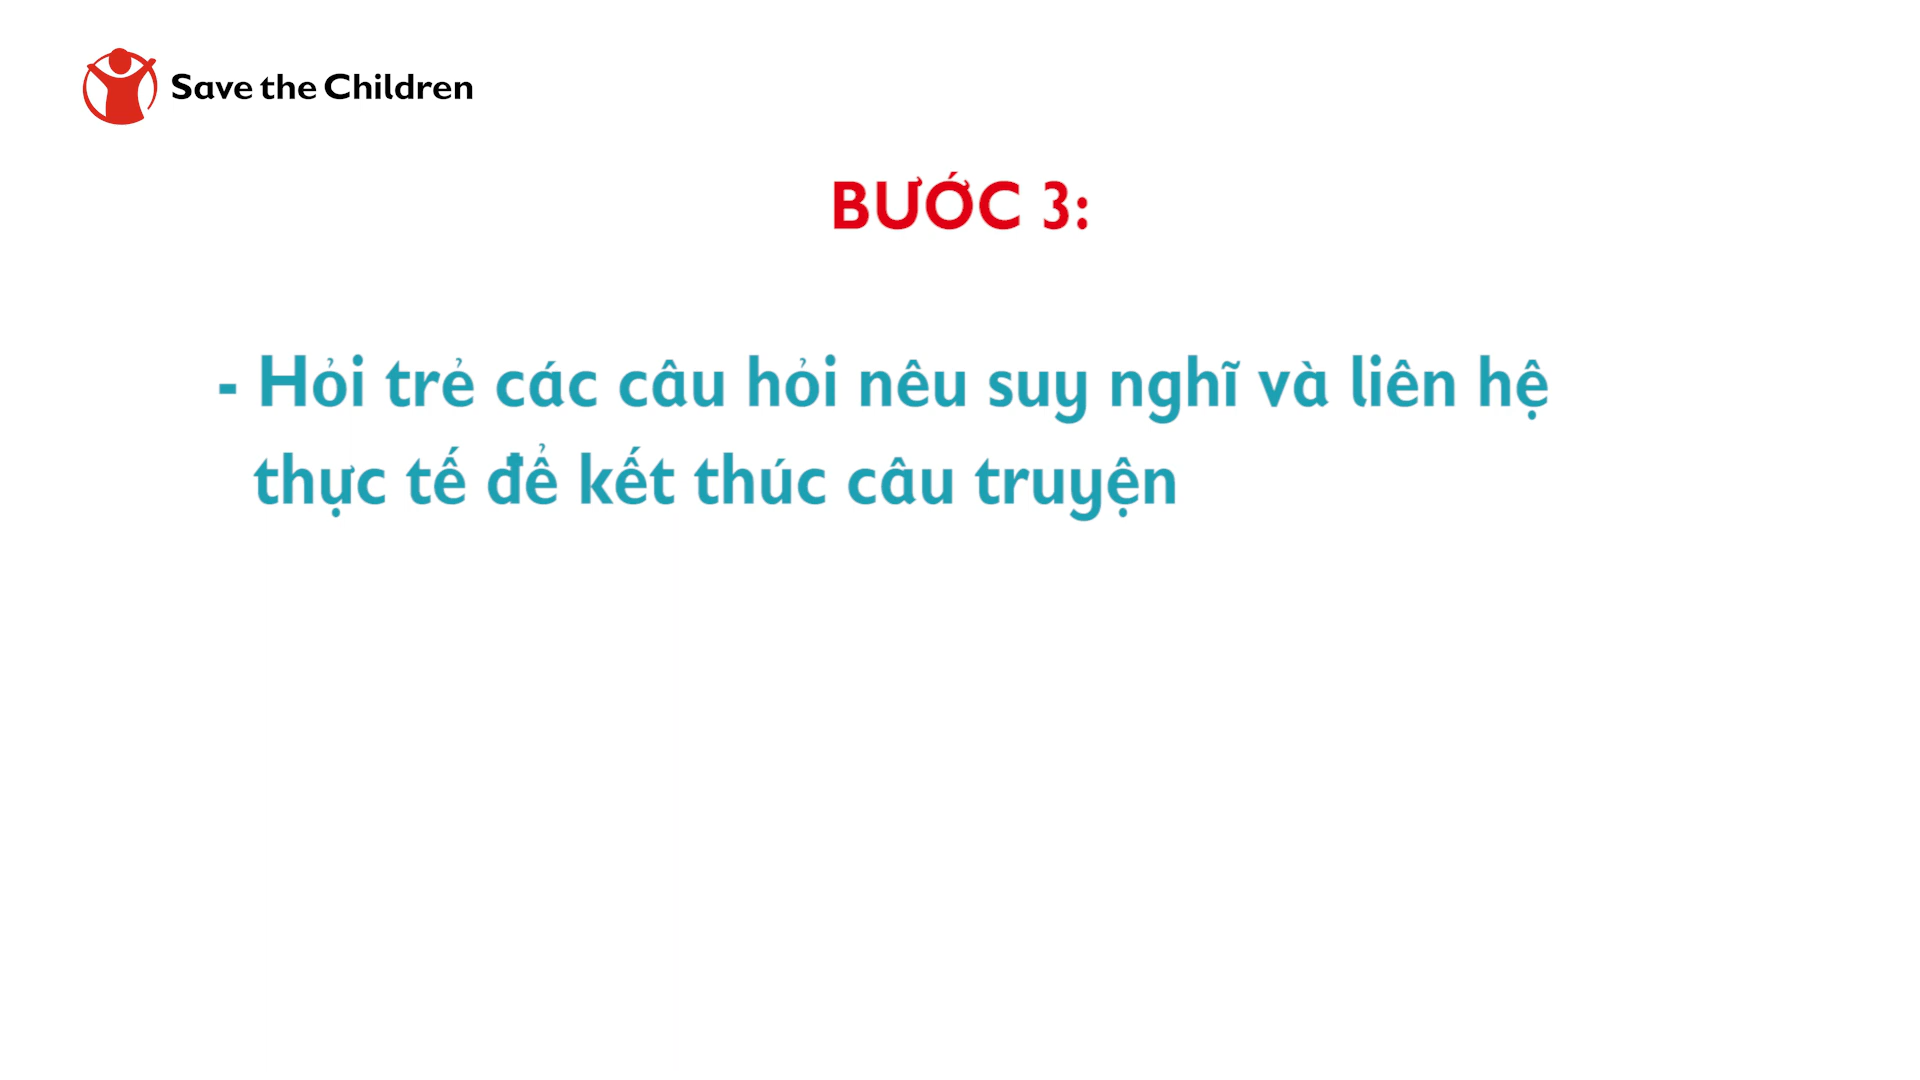 Save the Children
BƯỚC 3:
- Hỏi trẻ các câu hỏi nêu suy nghĩ và liên hệ
thực tế để kết thúc câu truyện